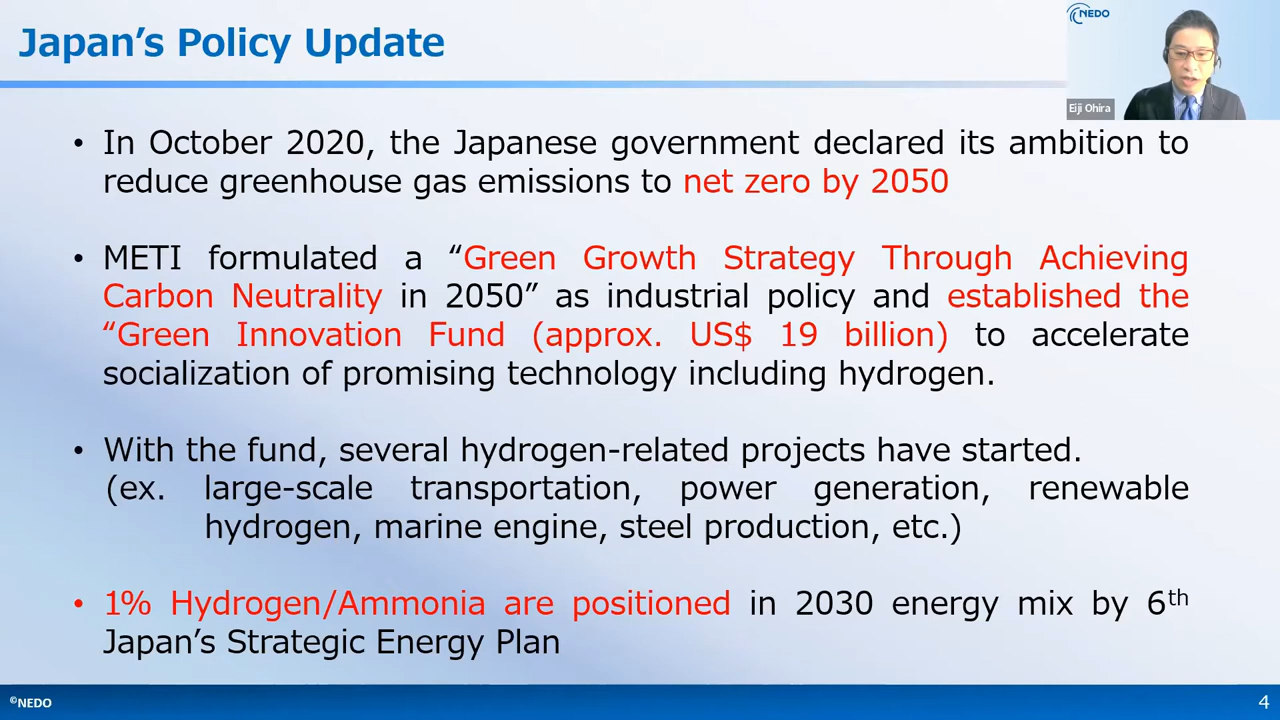 Japan’s Policy Update
NEDO
Eiji Ohira
• In October 2020, the Japanese government declared its ambition to
reduce greenhouse gas emissions to net zero by 2050
• METI formulated a “Green Growth Strategy Through Achieving
Carbon Neutrality in 2050” as industrial policy and established the
“Green Innovation Fund (approx. US$ 19 billion) to accelerate
socialization of promising technology including hydrogen.
• With the fund, several hydrogen-related projects have started.
(ex. large-scale transportation, power generation, renewable
hydrogen, marine engine, steel production, etc.)
• 1% Hydrogen/Ammonia are positioned in 2030 energy mix by 6th
Japan’s Strategic Energy Plan
©NEDO
4